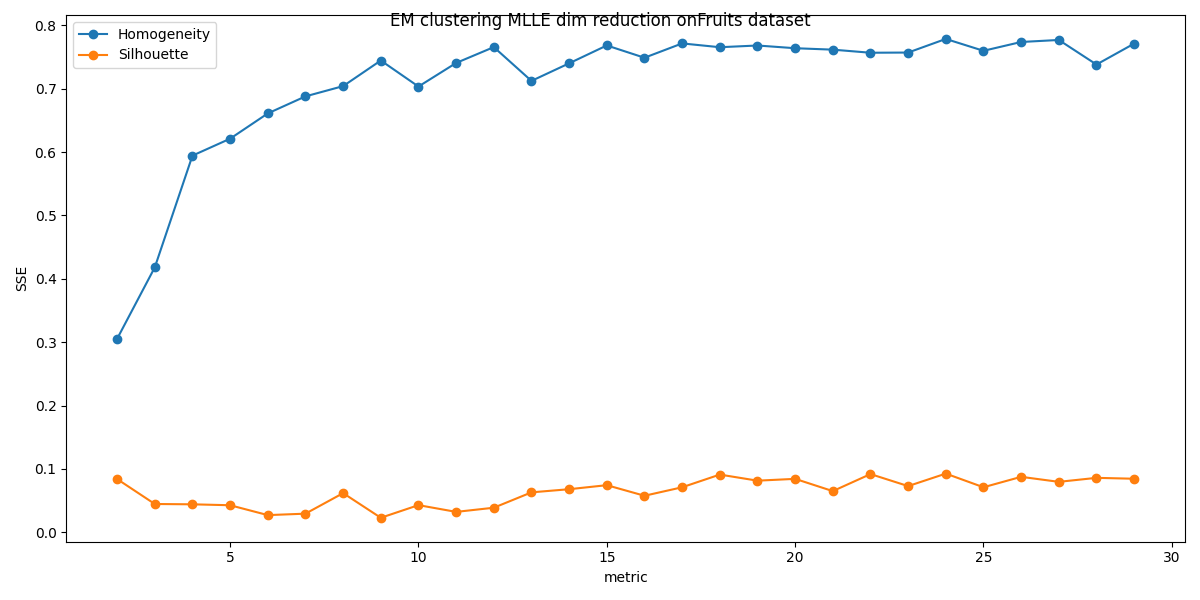 EM clustering MLLE dim reduction onFruits dataset
Homogeneity
Silhouette
0.8
0.7
0.6
0.5
0.4
0.3
0.2
0.1
0.0
SSE
5 10 15 20 25 30
metric